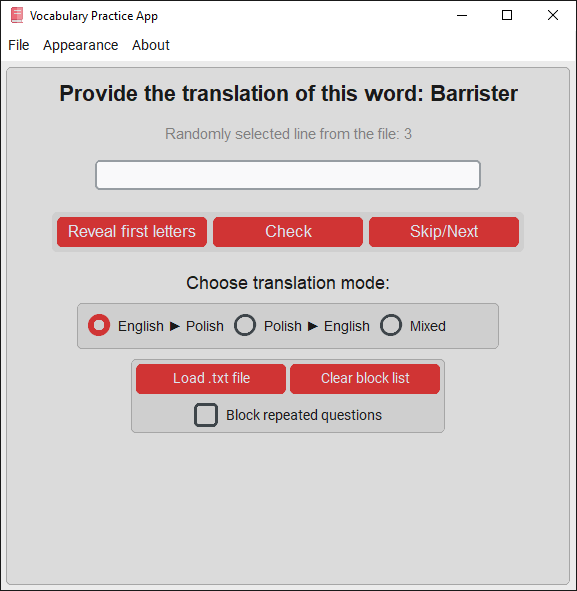 Vocabulary Practice App
File Appearance About
Provide the translation of this word: Barrister
Randomly selected line from the file: 3
Reveal first letters Check Skip/Next
Choose translation mode:
English ► Polish Polish ► English Mixed
Load .txt file Clear block list
Block repeated questions